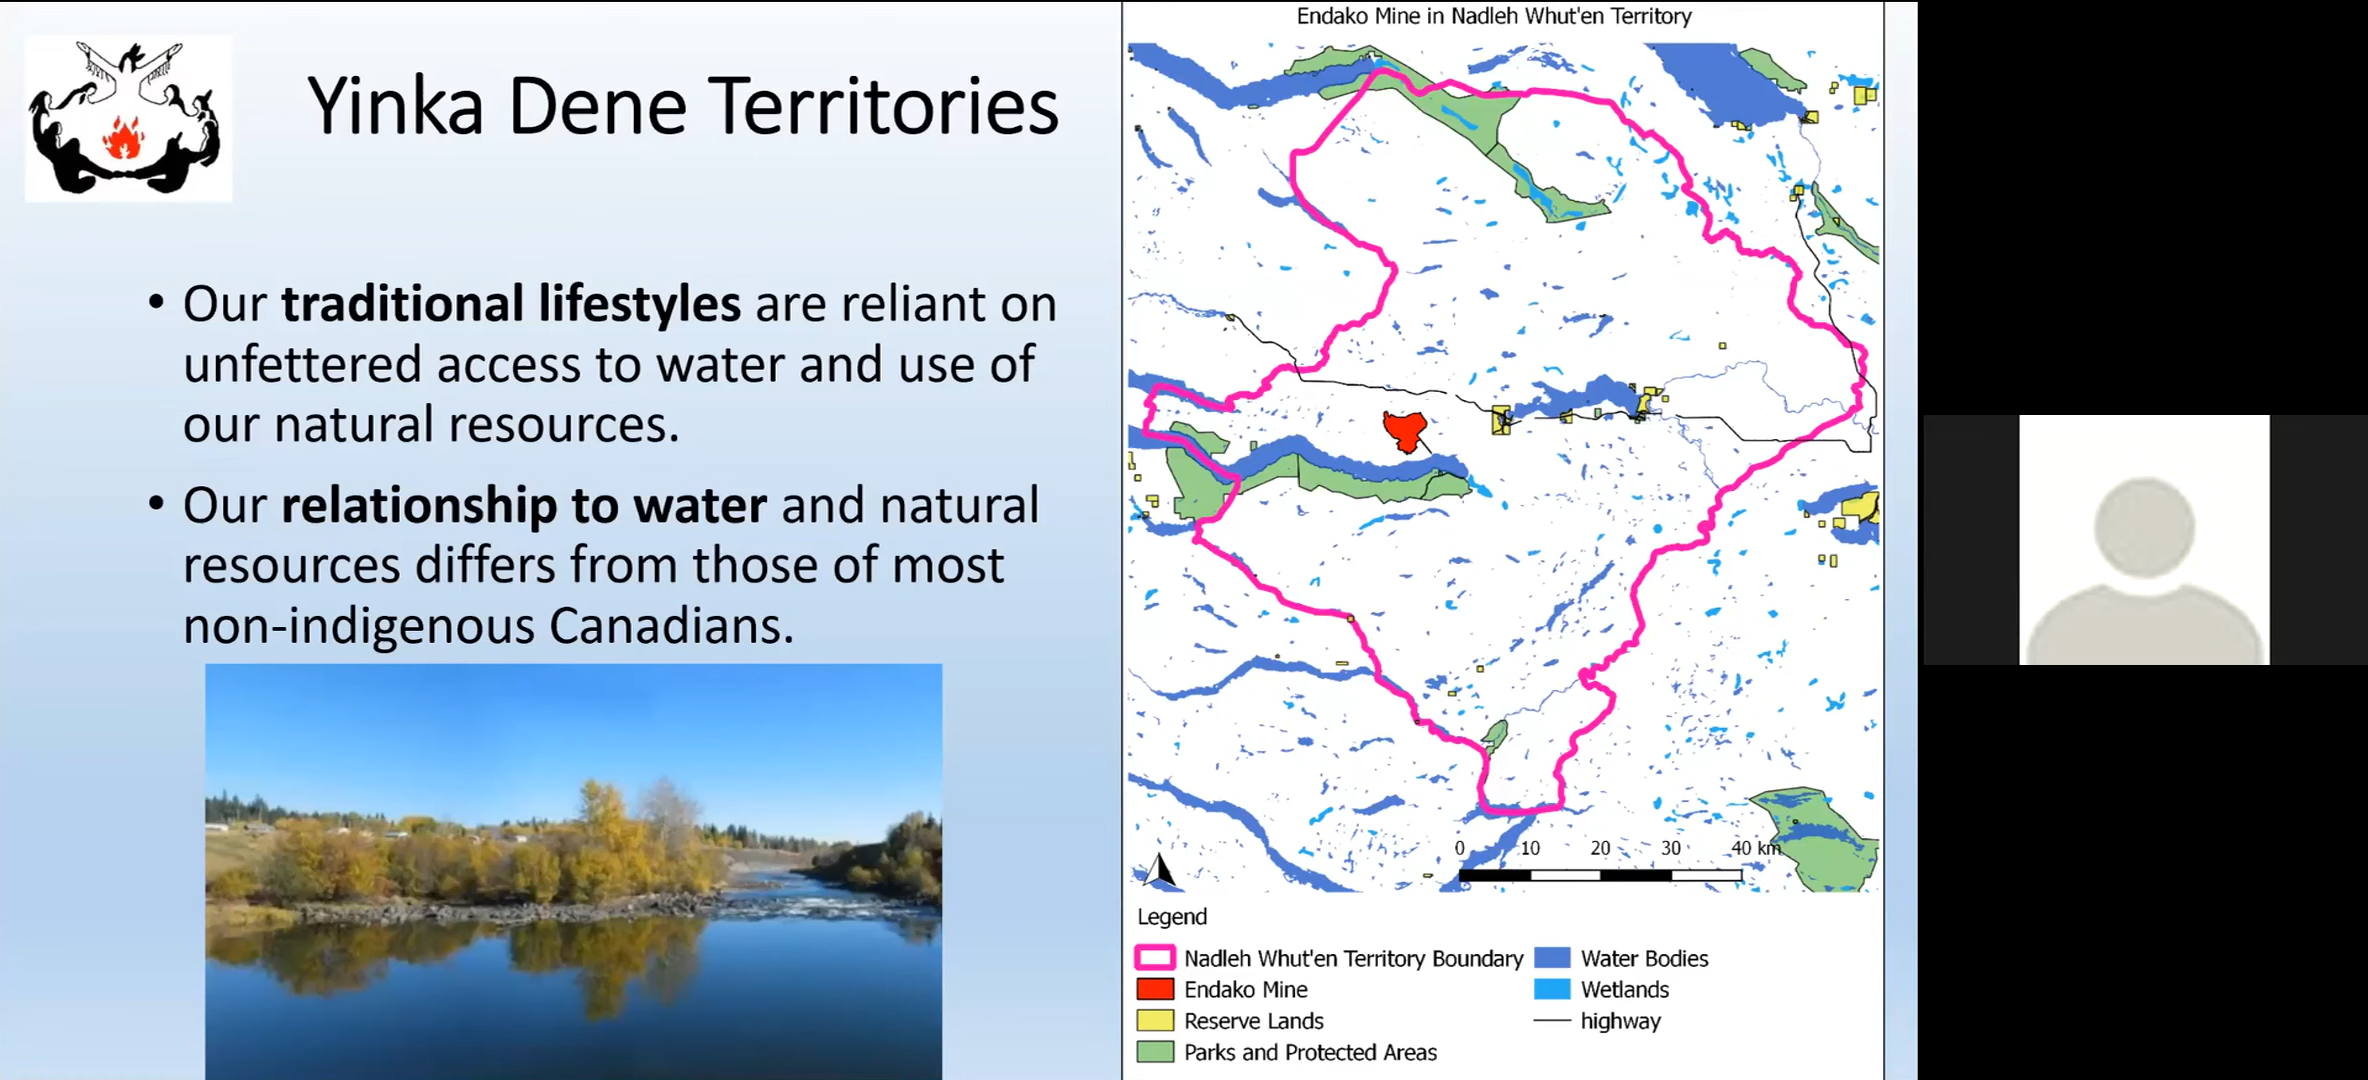 Yinka Dene Territories
• Our traditional lifestyles are reliant on
unfettered access to water and use of
our natural resources.
• Our relationship to water and natural
resources differs from those of most
non-indigenous Canadians.
Endako Mine in Nadleh Whut'en Territory
0 10 20 30 40 km
Legend
Nadleh Whut'en Territory Boundary
Endako Mine
Reserve Lands
Parks and Protected Areas
Water Bodies
Wetlands
highway